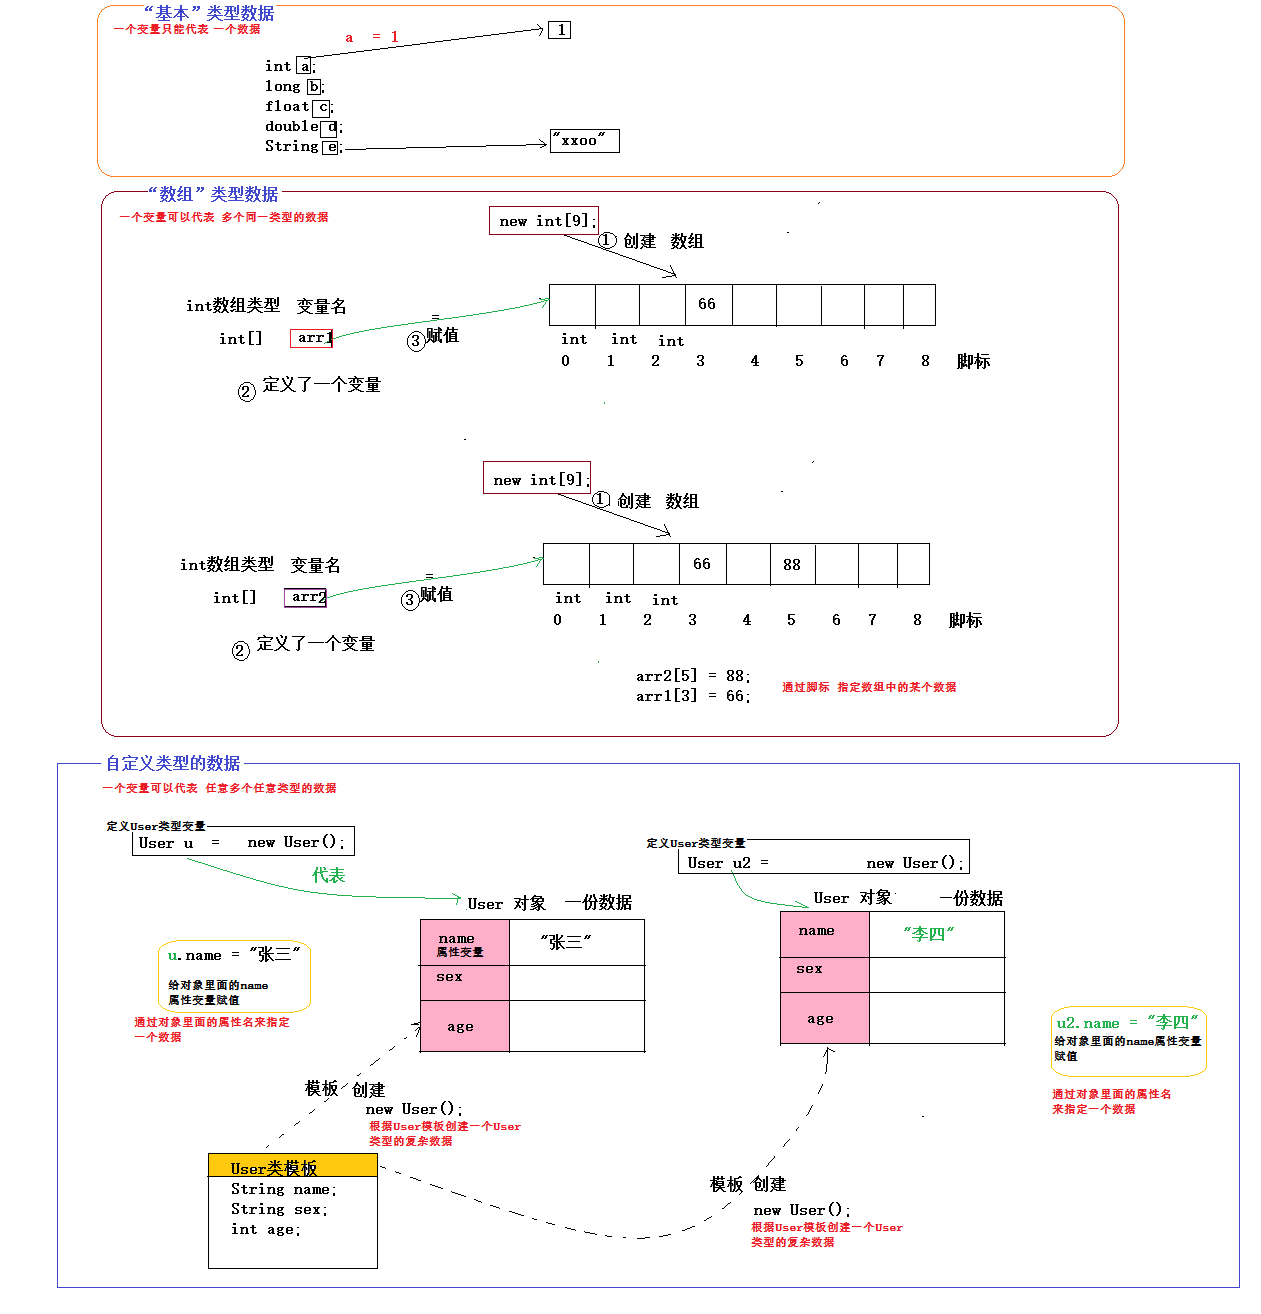 “基本”类型数据
一个变量只能代表 一个数据
a = 1
1
int a;
long b;
float c;
double d;
String e;
"xxoo"
“数组”类型数据
一个变量可以代表 多个同一类型的数据
new int[9];
① 创建 数组
int数组类型 变量名
=
66
int[] arr1
③ 赋值
int int int
0 1 2 3 4 5 6 7 8 脚标
② 定义了一个变量
new int[9];
① 创建 数组
int数组类型 变量名
=
66 88
int[] arr2
③ 赋值
int int int
0 1 2 3 4 5 6 7 8 脚标
② 定义了一个变量
arr2[5] = 88;
arr1[3] = 66;
通过脚标 指定数组中的某个数据
自定义类型的数据
一个变量可以代表 任意多个任意类型的数据
定义User类型变量
User u = new User();
代表
User 对象 一份数据
name
属性变量
"张三"
sex
age
u.name = "张三"
给对象里面的name
属性变量赋值
通过对象里面的属性名来指定
一个数据
模板 创建
new User();
根据User模板创建一个User
类型的复杂数据
定义User类型变量
User u2 = new User();
User 对象 一份数据
name "李四"
sex
age
u2.name = "李四"
给对象里面的name属性变量
赋值
通过对象里面的属性名
来指定一个数据
User类模板
String name;
String sex;
int age;
模板 创建
new User();
根据User模板创建一个User
类型的复杂数据